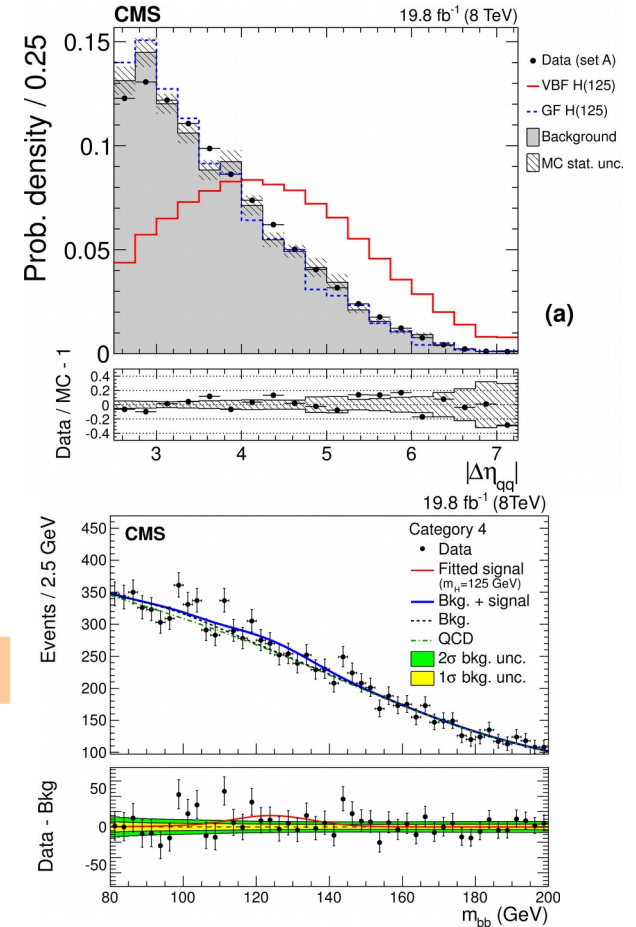 CMS 19.8 fb⁻¹ (8 TeV)
Prob. density / 0.25
0.15
0.1
0.05
0
Data (set A)
VBF H(125)
GF H(125)
Background
MC stat. unc.
(a)
Data / MC - 1
0.4
0.2
0
-0.2
-0.4
3 4 5 6 7
|Δη_qq|
19.8 fb⁻¹ (8TeV)
Events / 2.5 GeV
450
400
350
300
250
200
150
100
CMS
Category 4
Data
Fitted signal
(m_H=125 GeV)
Bkg. + signal
Bkg.
QCD
2σ bkg. unc.
1σ bkg. unc.
Data - Bkg
50
0
-50
80 100 120 140 160 180 200
m_bb (GeV)